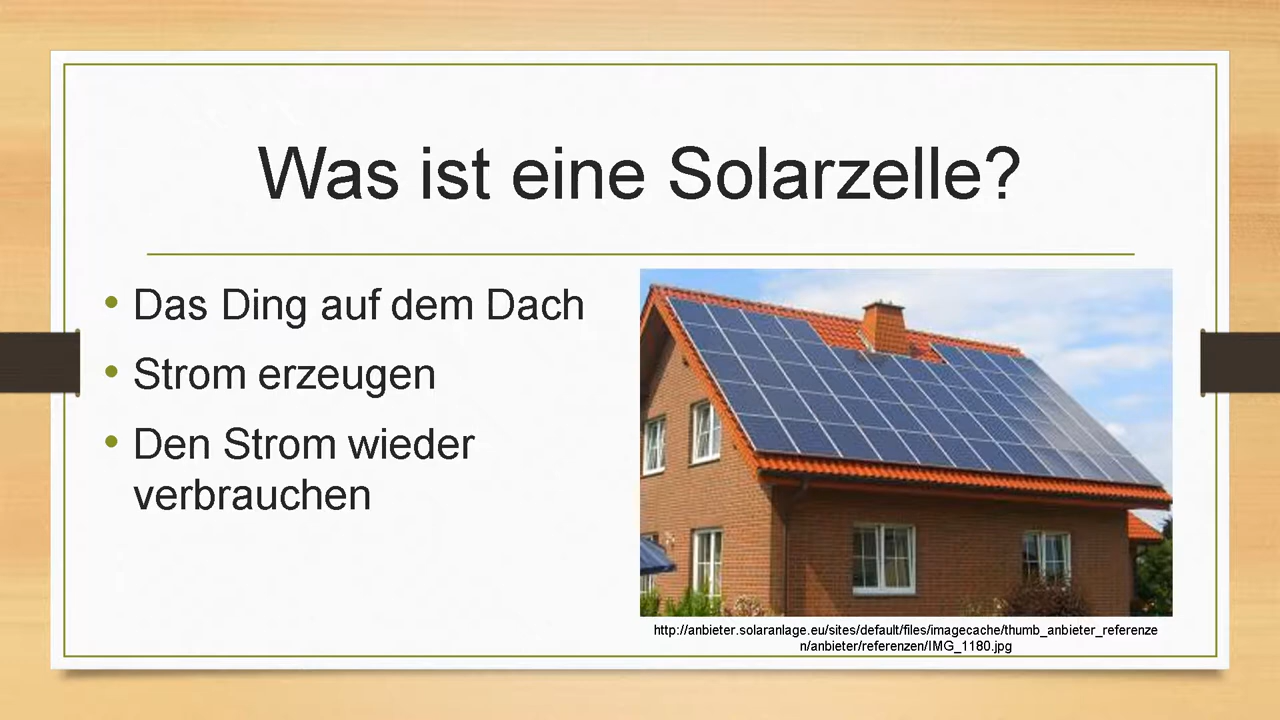 Was ist eine Solarzelle?
• Das Ding auf dem Dach
• Strom erzeugen
• Den Strom wieder
verbrauchen
http://anbieter.solaranlage.eu/sites/default/files/imagecache/thumb_anbieter_referenze
n/anbieter/referenzen/IMG_1180.jpg